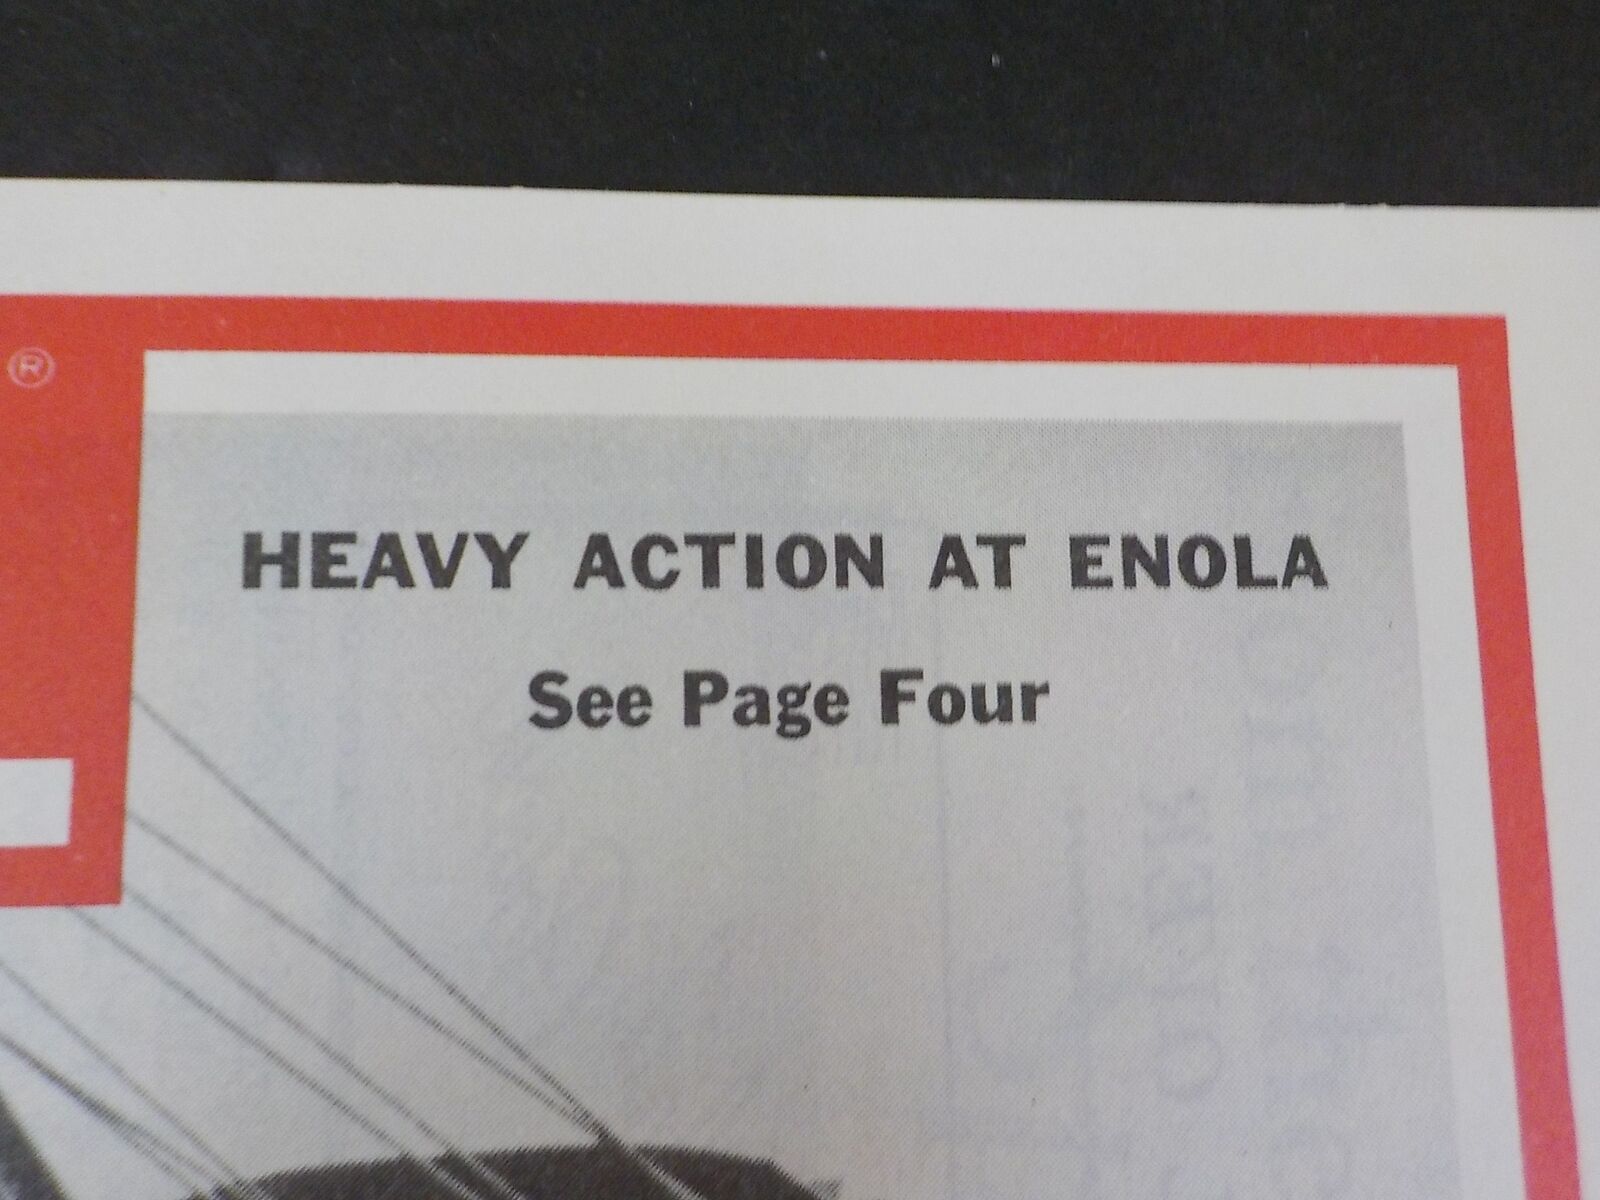 ®
HEAVY ACTION AT ENOLA
See Page Four